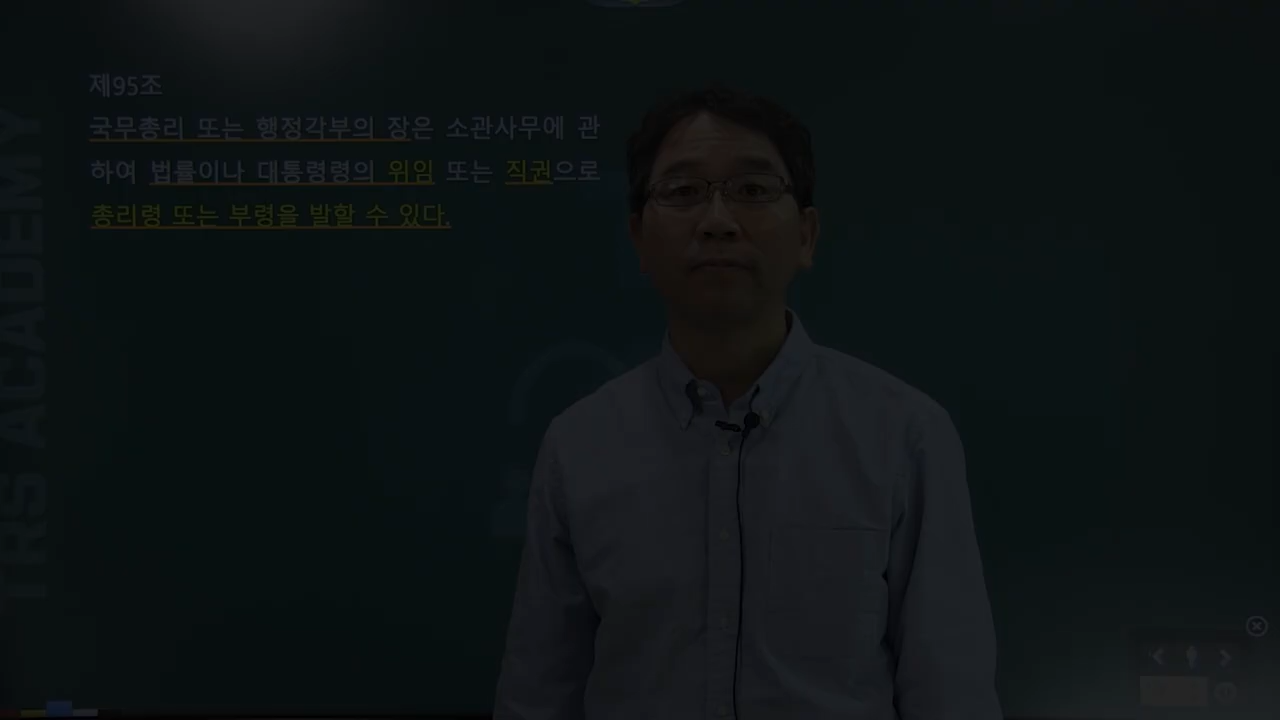 제95조
국무총리 또는 행정각부의 장은 소관사무에 관
하여 법률이나 대통령령의 위임 또는 직권으로
총리령 또는 부령을 발할 수 있다.
TRS ACADEMY